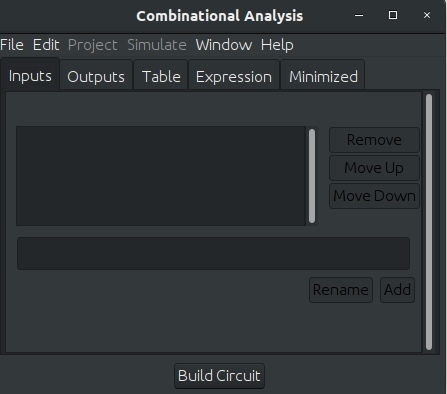 Combinational Analysis
File Edit Project Simulate Window Help
Inputs Outputs Table Expression Minimized
Remove
Move Up
Move Down
Rename Add
Build Circuit